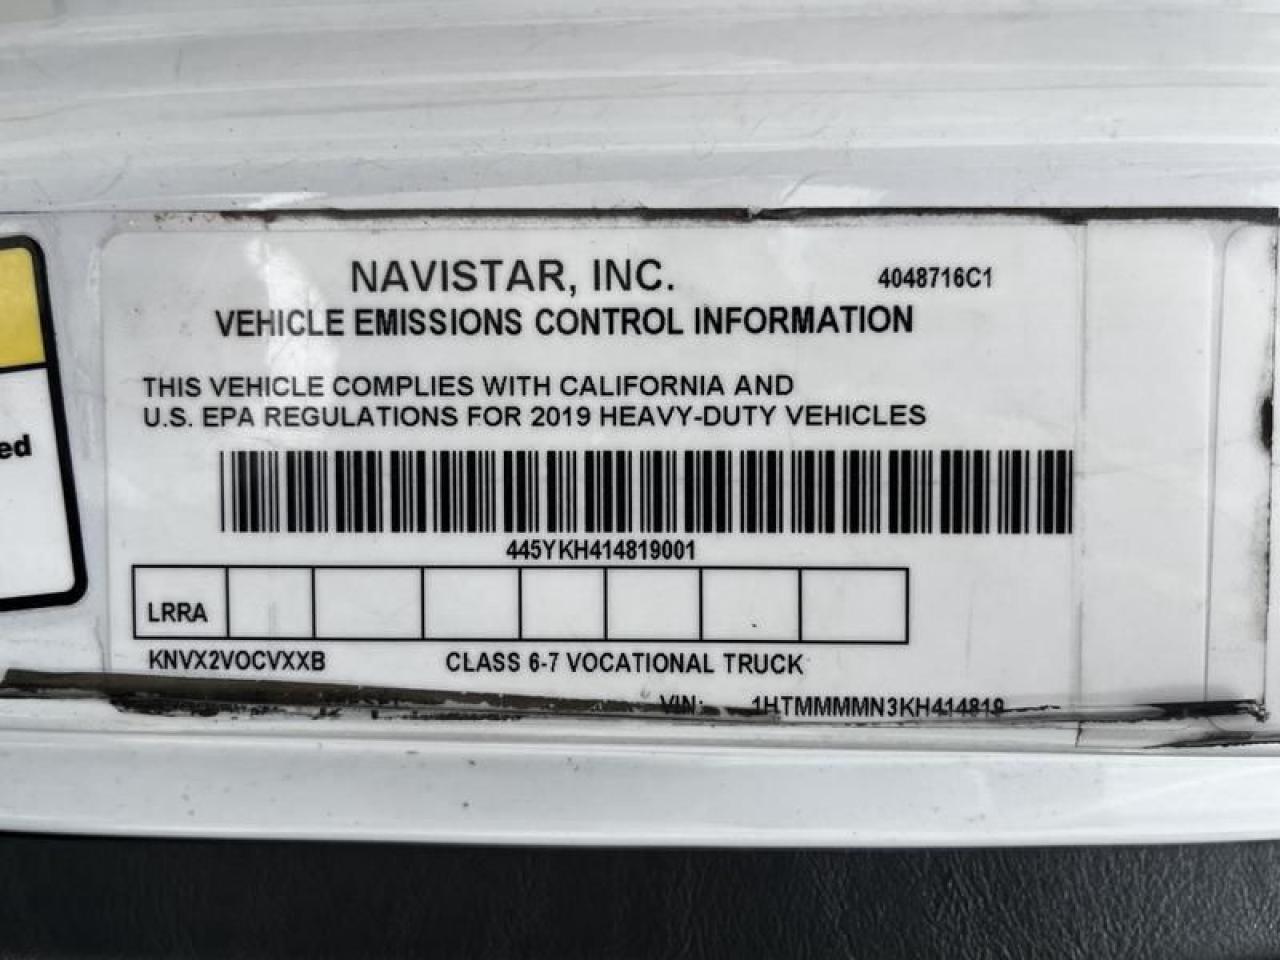 NAVISTAR, INC.
4048716C1
VEHICLE EMISSIONS CONTROL INFORMATION
THIS VEHICLE COMPLIES WITH CALIFORNIA AND
U.S. EPA REGULATIONS FOR 2019 HEAVY-DUTY VEHICLES
ed
445YKH414819001
LRRA
KNVX2VOCVXXB CLASS 6-7 VOCATIONAL TRUCK
VIN: 1HTMMMMN3KH414819